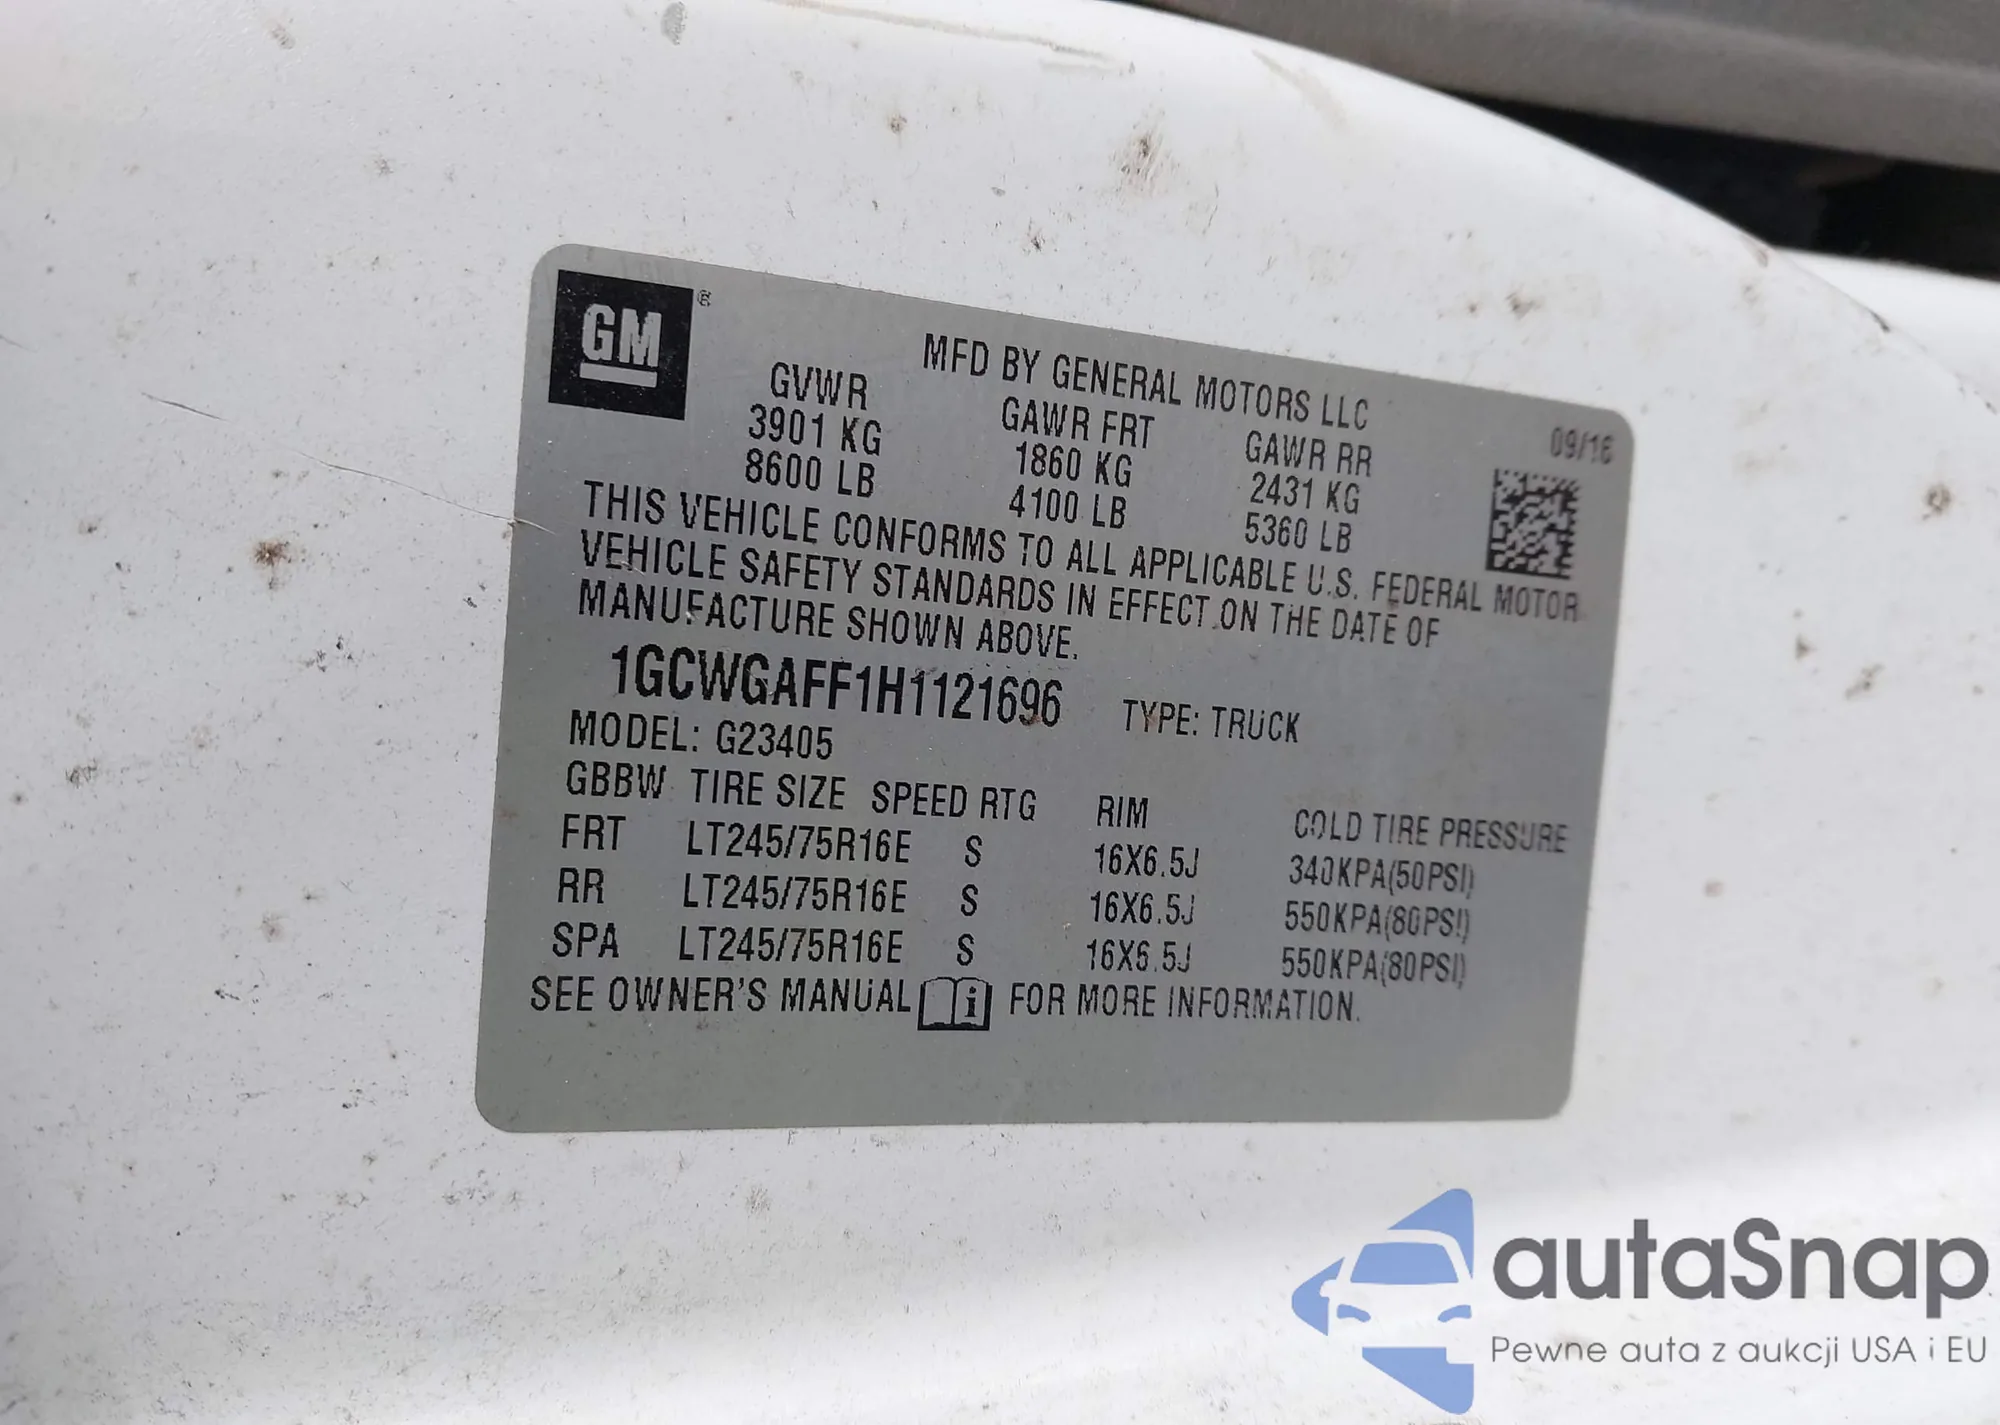 GM ®
MFD BY GENERAL MOTORS LLC
09/16
GVWR GAWR FRT GAWR RR
3901 KG 1860 KG 2431 KG
8600 LB 4100 LB 5360 LB
THIS VEHICLE CONFORMS TO ALL APPLICABLE U.S. FEDERAL MOTOR
VEHICLE SAFETY STANDARDS IN EFFECT ON THE DATE OF
MANUFACTURE SHOWN ABOVE.
1GCWGAFF1H1121696 TYPE: TRUCK
MODEL: G23405
GBBW TIRE SIZE SPEED RTG RIM COLD TIRE PRESSURE
FRT LT245/75R16E S 16X6.5J 340KPA(50PSI)
RR LT245/75R16E S 16X6.5J 550KPA(80PSI)
SPA LT245/75R16E S 16X6.5J 550KPA(80PSI)
SEE OWNER'S MANUAL i FOR MORE INFORMATION.
autaSnap
Pewne auta z aukcji USA i EU